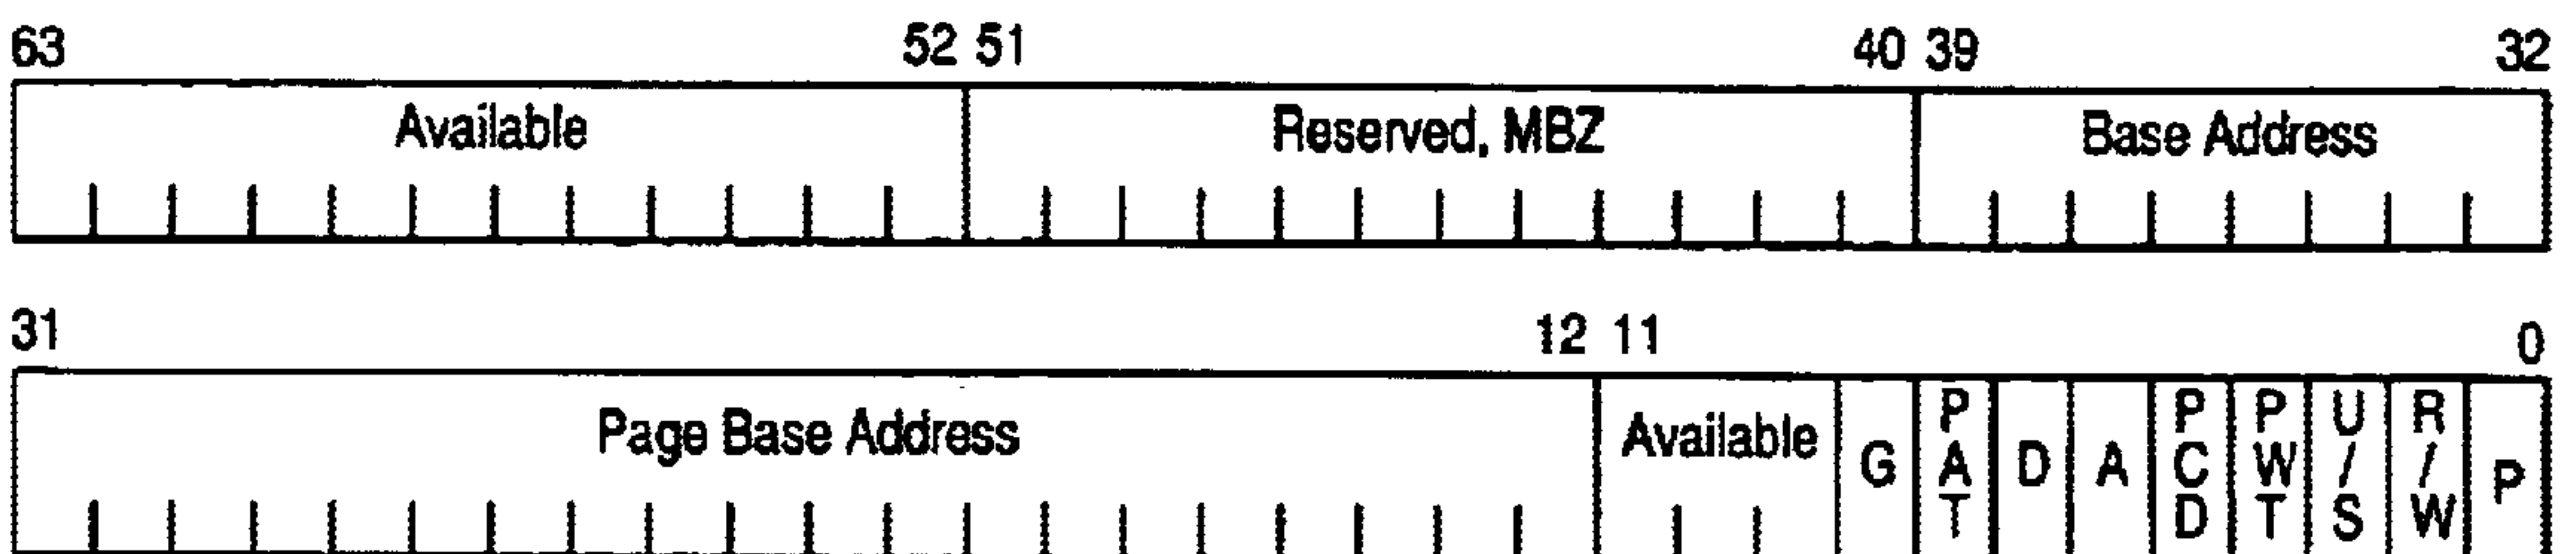 63 52 51 40 39 32
Available Reserved, MBZ Base Address
31 12 11 0
Page Base Address Available G PAT D A PCD PWT U/S R/W P